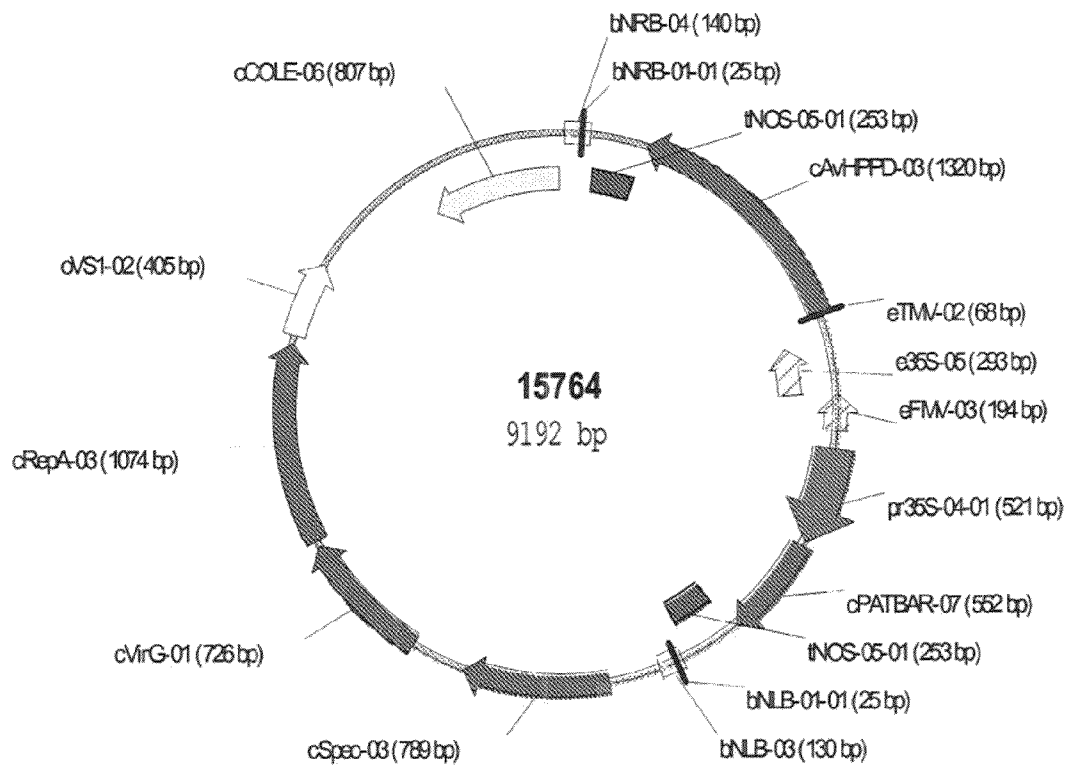 bNRB-04 (140 bp)
cCOLE-06 (807 bp)
bNRB-01-01 (25 bp)
tNOS-05-01 (253 bp)
cAvHPPD-03 (1320 bp)
oVS1-02 (405 bp)
eTMV-02 (68 bp)
e35S-05 (293 bp)
15764
9192 bp
eFMV-03 (194 bp)
cRepA-03 (1074 bp)
pr35S-04-01 (521 bp)
cPATBAR-07 (552 bp)
cVirG-01 (726 bp)
tNOS-05-01 (253 bp)
bNLB-01-01 (25 bp)
cSpec-03 (789 bp)
bNLB-03 (130 bp)